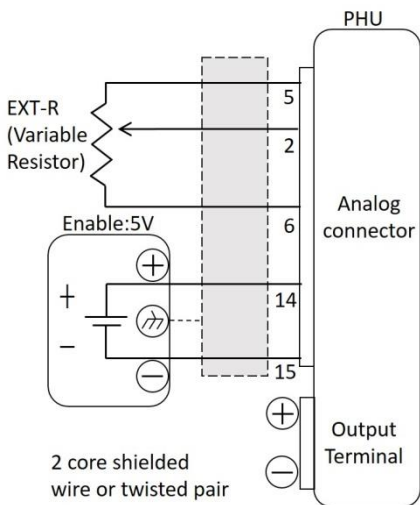 PHU
EXT-R
(Variable
Resistor)
5
2
6
Enable:5V
+
+
−
−
14
15
Analog
connector
+
−
Output
Terminal
2 core shielded
wire or twisted pair